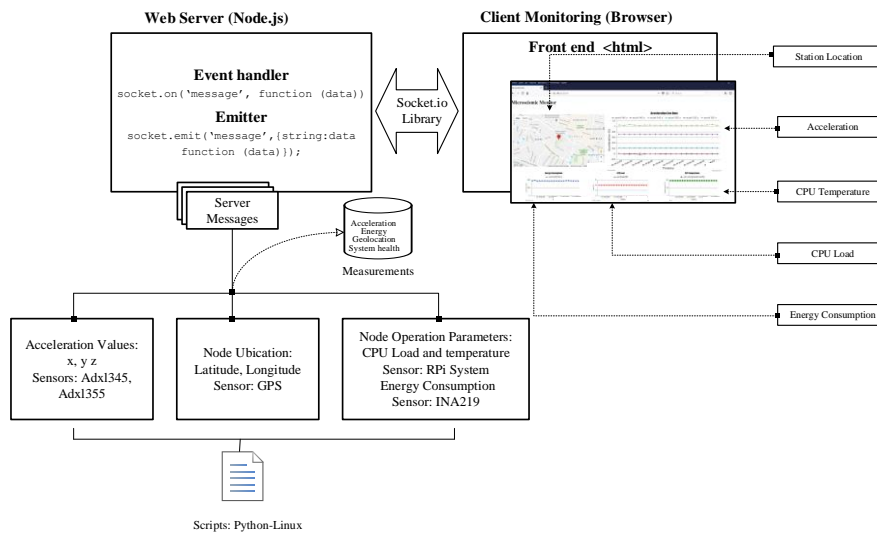 Web Server (Node.js)
Client Monitoring (Browser)
Event handler
socket.on(‘message’, function (data))
Emitter
socket.emit(‘message’,{string:data
function (data)});
Socket.io
Library
Front end <html>
Microseismic Monitor
Station Location
Acceleration
CPU Temperature
CPU Load
Energy Consumption
Server
Messages
Acceleration
Energy
Geolocation
System health
Measurements
Acceleration Values:
x, y z
Sensors: Adxl345,
Adxl355
Node Ubication:
Latitude, Longitude
Sensor: GPS
Node Operation Parameters:
CPU Load and temperature
Sensor: RPi System
Energy Consumption
Sensor: INA219
Scripts: Python-Linux